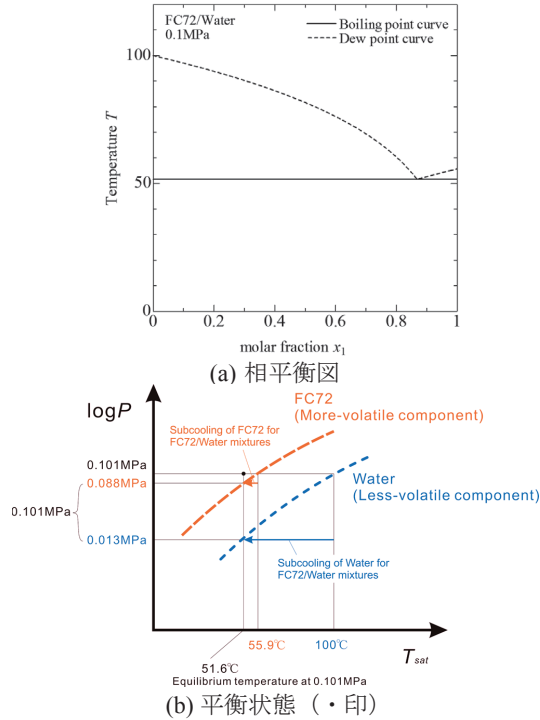 FC72/Water
0.1MPa
Boiling point curve
Dew point curve
100
50
0
Temperature T
0
0.2
0.4
0.6
0.8
1
molar fraction x₁
(a) 相平衡図
logP
FC72
(More-volatile component)
Subcooling of FC72 for
FC72/Water mixtures
Water
(Less-volatile component)
0.101MPa
0.088MPa
0.101MPa
0.013MPa
Subcooling of Water for
FC72/Water mixtures
55.9℃
100℃
Tsat
51.6℃
Equilibrium temperature at 0.101MPa
(b) 平衡状態（・印）